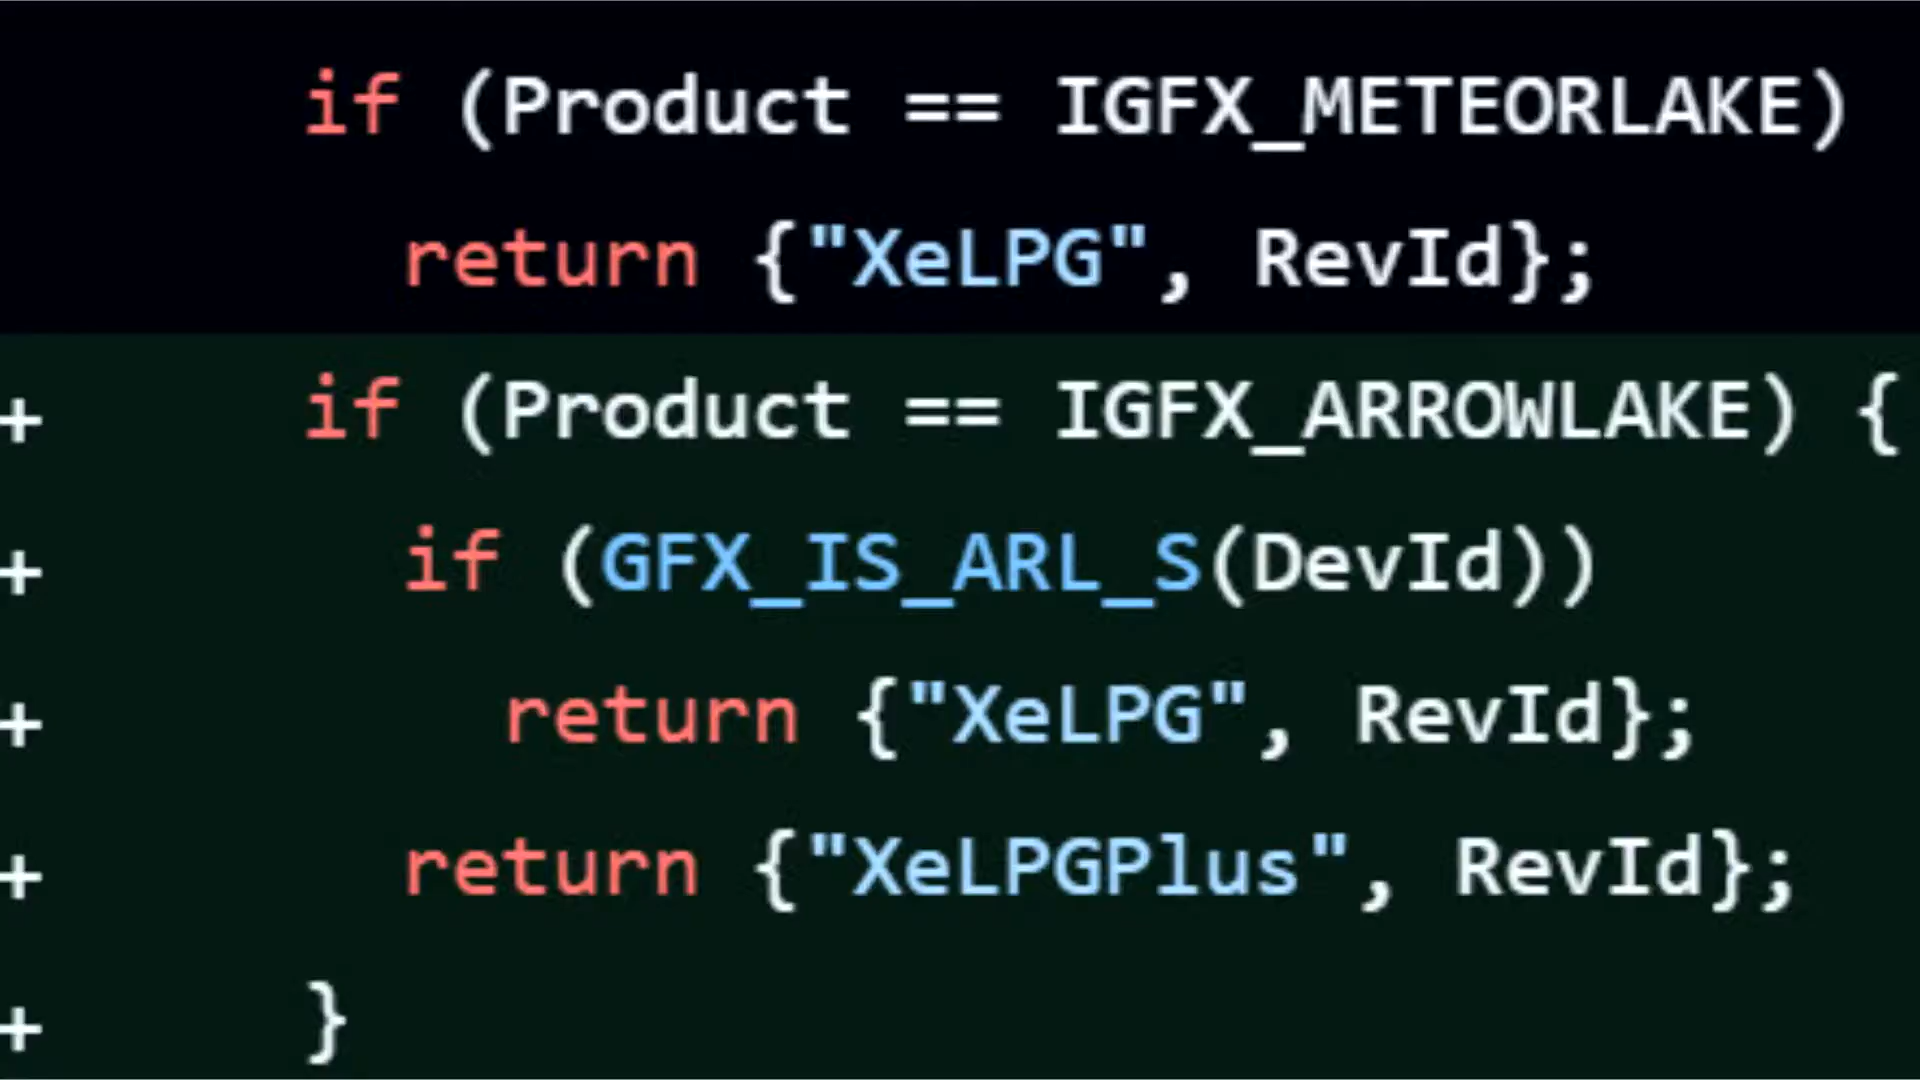 if (Product == IGFX_METEORLAKE)
return {"XeLPG", RevId};
+ if (Product == IGFX_ARROWLAKE) {
+ if (GFX_IS_ARL_S(DevId))
+ return {"XeLPG", RevId};
+ return {"XeLPGPlus", RevId};
+ }